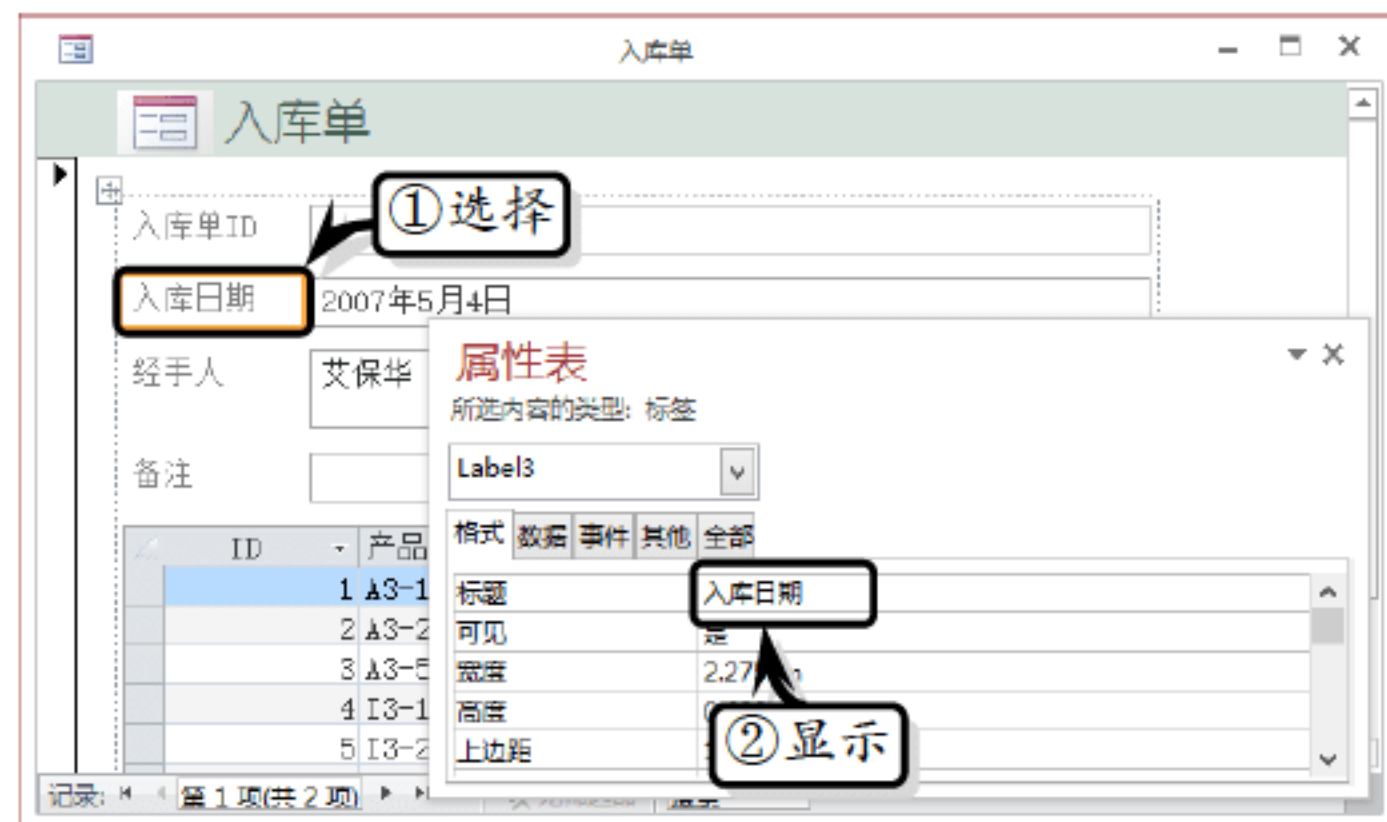 入库单
入库单
①选择
入库单ID
入库日期 2007年5月4日
经手人 艾保华
备注
属性表
所选内容的类型: 标签
Label3
格式 数据 事件 其他 全部
标题 入库日期
可见 是
宽度 2.27
高度
上边距
②显示
ID 产品
1 A3-1
2 A3-2
3 A3-5
4 I3-1
5 I3-2
记录: 第 1 项(共 2 项)